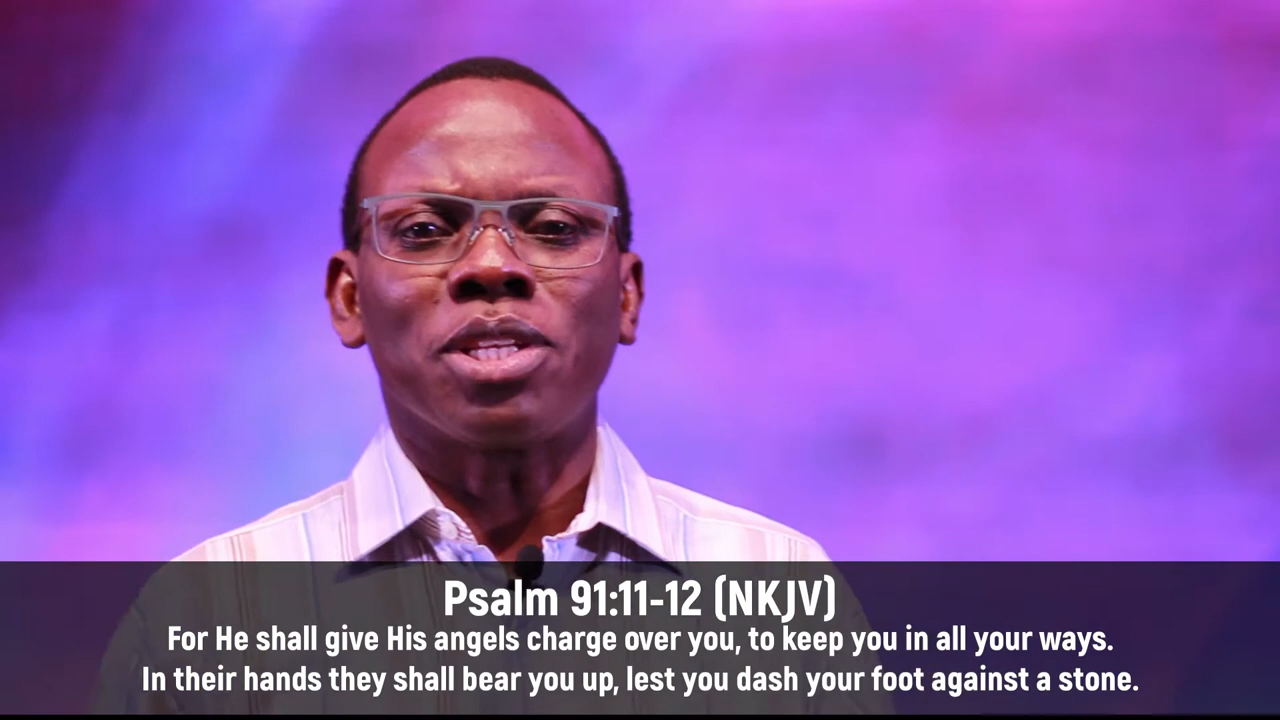 Psalm 91:11-12 (NKJV)
For He shall give His angels charge over you, to keep you in all your ways.
In their hands they shall bear you up, lest you dash your foot against a stone.